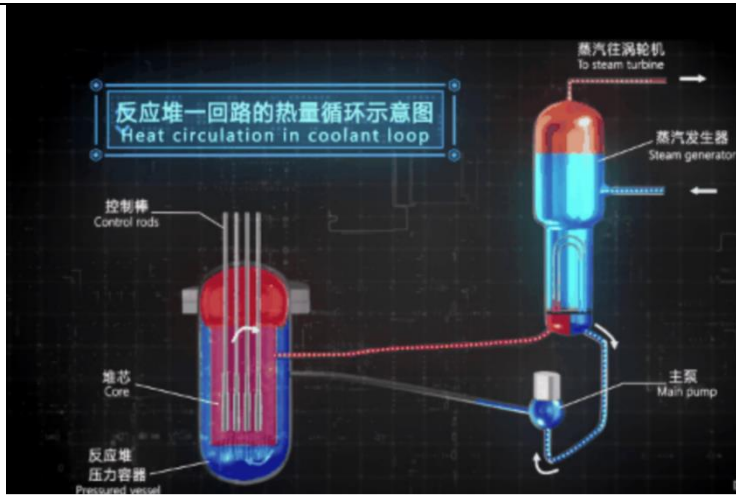 蒸汽往涡轮机
To steam turbine
反应堆一回路的热量循环示意图
Heat circulation in coolant loop
蒸汽发生器
Steam generator
控制棒
Control rods
堆芯
Core
主泵
Main pump
反应堆
压力容器
Pressured vessel